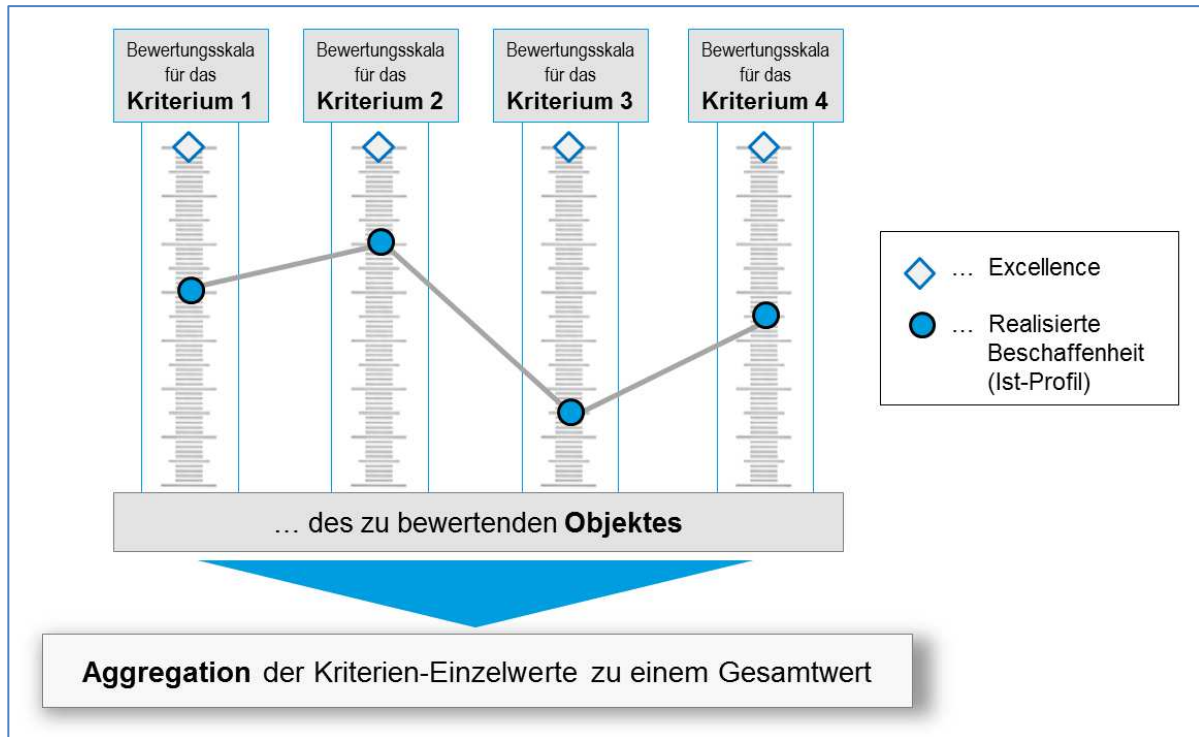 Bewertungsskala
für das
Kriterium 1
Bewertungsskala
für das
Kriterium 2
Bewertungsskala
für das
Kriterium 3
Bewertungsskala
für das
Kriterium 4
… Excellence
… Realisierte
Beschaffenheit
(Ist-Profil)
… des zu bewertenden Objektes
Aggregation der Kriterien-Einzelwerte zu einem Gesamtwert